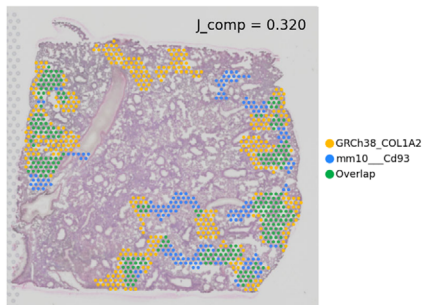 J_comp = 0.320
GRCh38_COL1A2
mm10___Cd93
Overlap